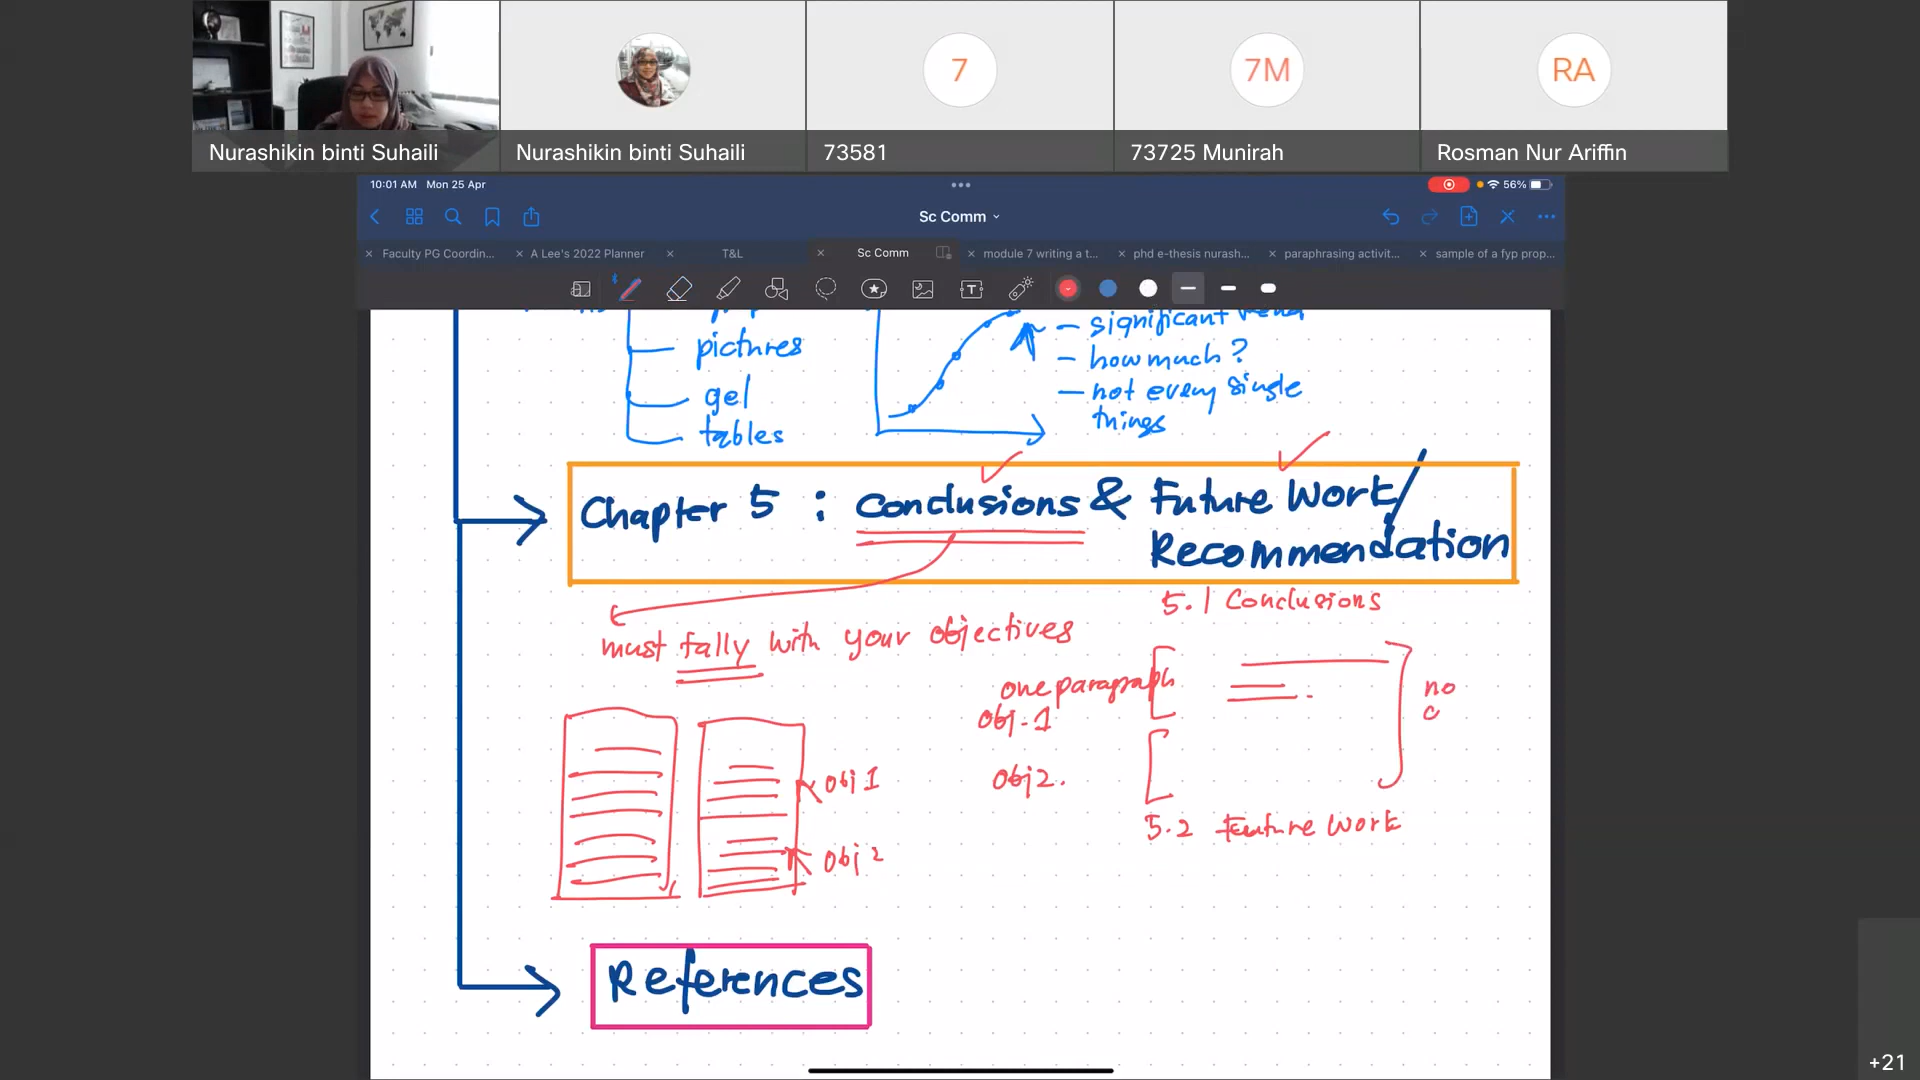 7
7M
RA
Nurashikin binti Suhaili
Nurashikin binti Suhaili
73581
73725 Munirah
Rosman Nur Ariffin
10:01 AM Mon 25 Apr
56%
Sc Comm
Faculty PG Coordin...
A Lee's 2022 Planner
T&L
Sc Comm
module 7 writing a t...
phd e-thesis nurash...
paraphrasing activit...
sample of a fyp prop...
pictures
gel
tables
– significant trend
– how much?
– not every single
things
Chapter 5 : Conclusions & Future Work/
Recommendation
must tally with your objectives
obj 1
obj 2
5.1 Conclusions
one paragraph
obj-1
obj 2.
no
c
5.2 Future Work
References
+21